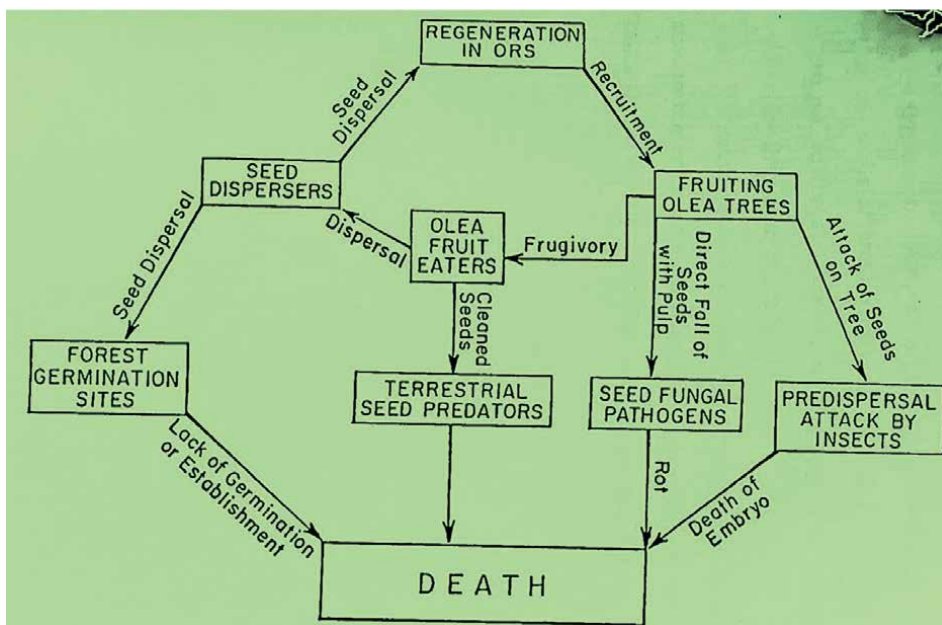 REGENERATION
IN ORS
Seed
Dispersal
Recruitment
SEED
DISPERSERS
FRUITING
OLEA TREES
OLEA
FRUIT
EATERS
Dispersal
Frugivory
Seed Dispersal
Cleaned
Seeds
Direct Fall of
Seeds
with Pulp
Attack of Seeds
on Tree
FOREST
GERMINATION
SITES
TERRESTRIAL
SEED PREDATORS
SEED FUNGAL
PATHOGENS
PREDISPERSAL
ATTACK BY
INSECTS
Lack of Germination
or Establishment
Rot
Death of
Embryo
DEATH